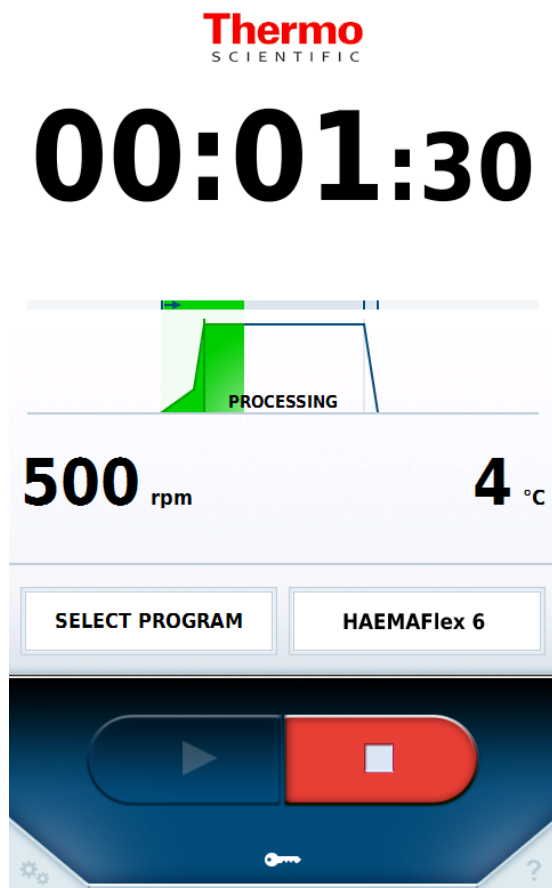 Thermo
SCIENTIFIC
00:01:30
PROCESSING
500 rpm 4 °C
SELECT PROGRAM HAEMAFlex 6
?